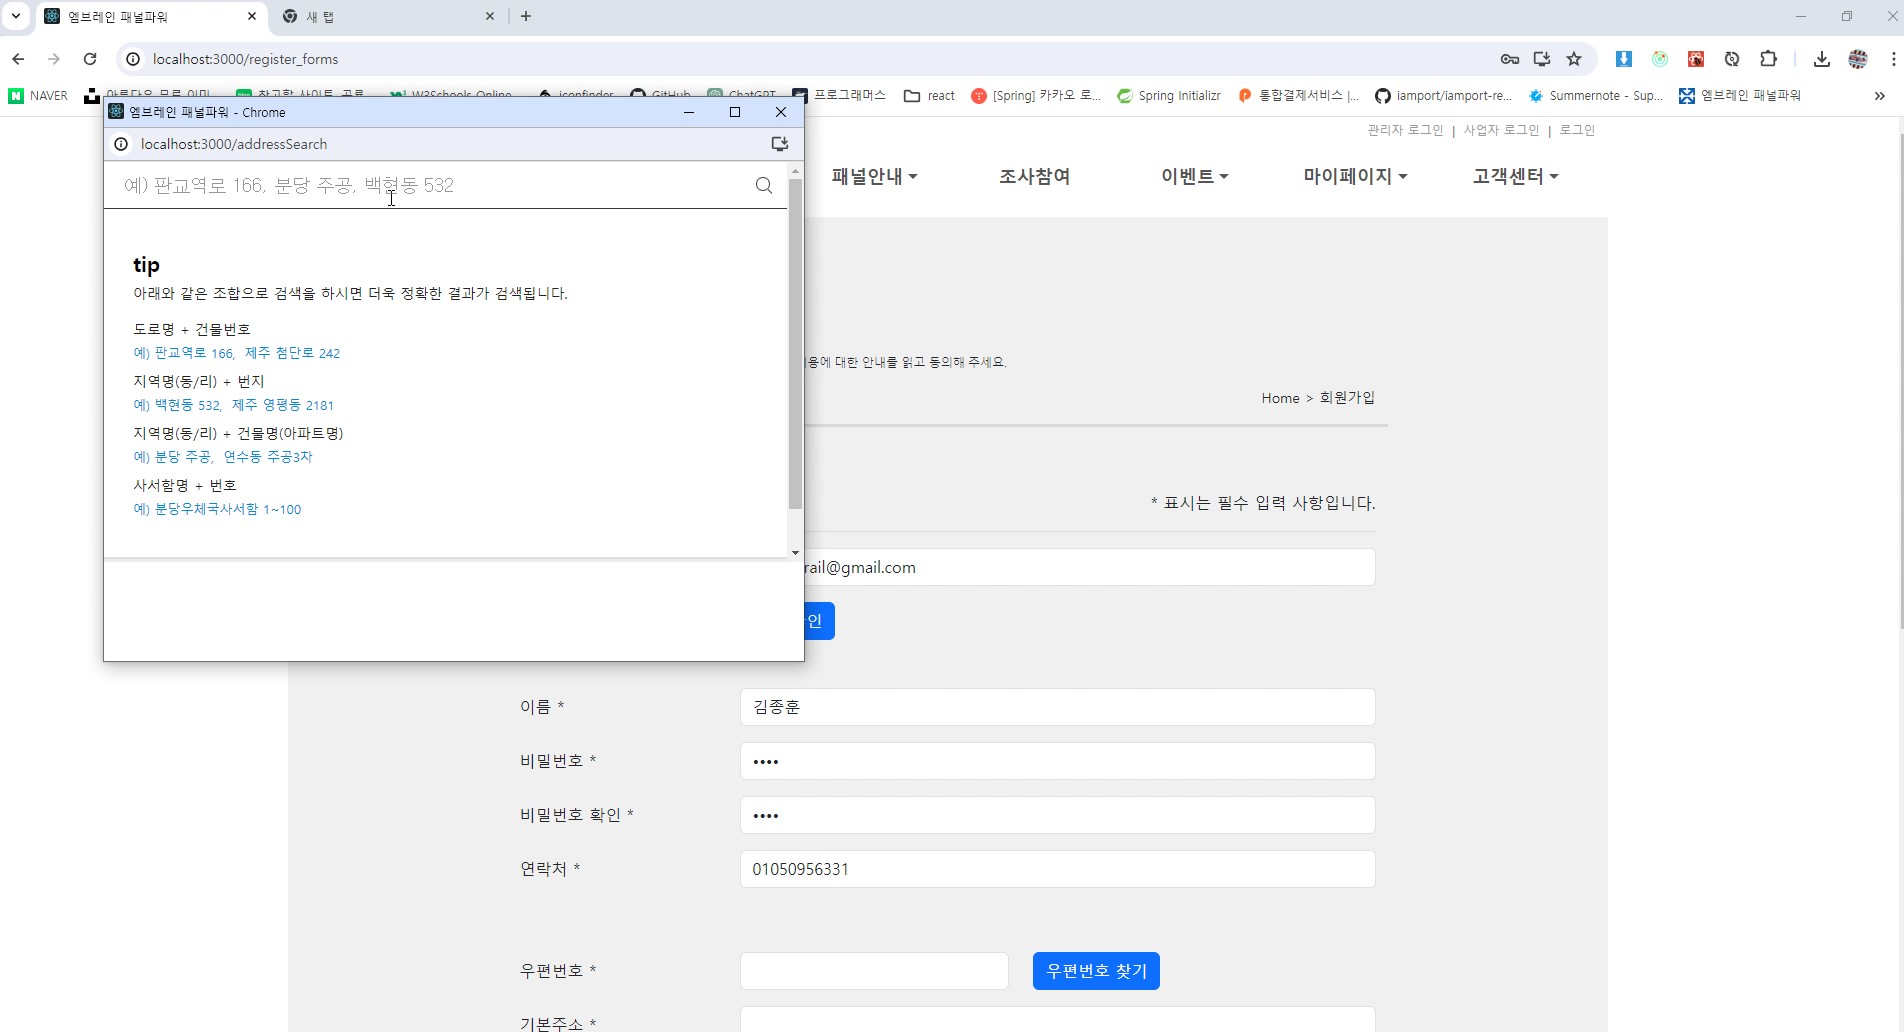 엠브레인 패널파워
새 탭
localhost:3000/register_forms
NAVER
W3Schools Online
iconfinder
GitHub
ChatGPT
프로그래머스
react
[Spring] 카카오 로...
Spring Initializr
통합결제서비스 |...
iamport/iamport-re...
Summernote - Sup...
엠브레인 패널파워
엠브레인 패널파워 - Chrome
localhost:3000/addressSearch
예) 판교역로 166, 분당 주공, 백현동 532
tip
아래와 같은 조합으로 검색을 하시면 더욱 정확한 결과가 검색됩니다.
도로명 + 건물번호
예) 판교역로 166, 제주 첨단로 242
지역명(동/리) + 번지
예) 백현동 532, 제주 영평동 2181
지역명(동/리) + 건물명(아파트명)
예) 분당 주공, 연수동 주공3차
사서함명 + 번호
예) 분당우체국사서함 1~100
관리자 로그인 | 사업자 로그인 | 로그인
패널안내 조사참여 이벤트 마이페이지 고객센터
용에 대한 안내를 읽고 동의해 주세요.
Home > 회원가입
* 표시는 필수 입력 사항입니다.
rail@gmail.com
인
이름 * 김종훈
비밀번호 * ••••
비밀번호 확인 * ••••
연락처 * 01050956331
우편번호 * 우편번호 찾기
기본주소 *